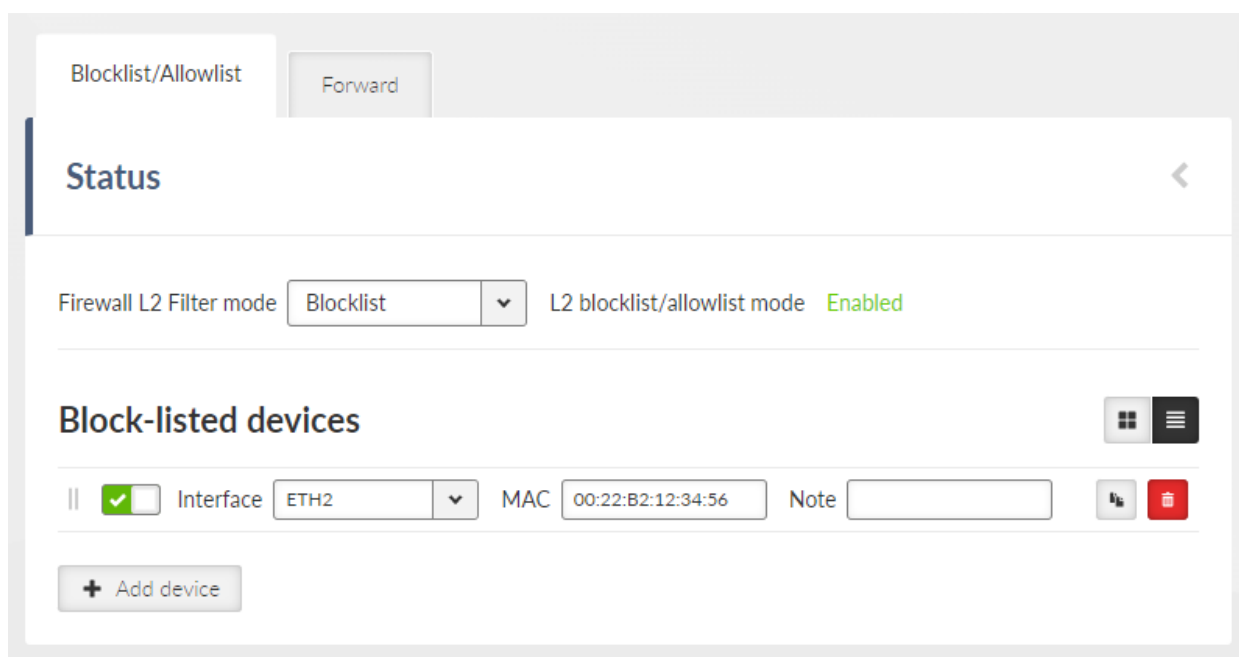 Blocklist/Allowlist
Forward
Status
Firewall L2 Filter mode Blocklist L2 blocklist/allowlist mode Enabled
Block-listed devices
Interface ETH2 MAC 00:22:B2:12:34:56 Note
Add device